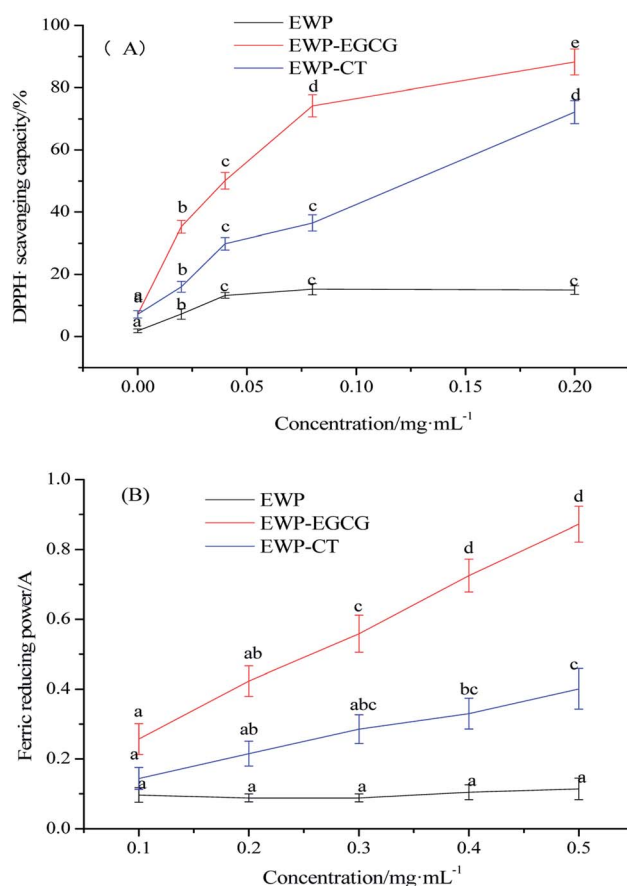 ( A)
EWP
EWP-EGCG
EWP-CT
100
80
60
40
20
0
DPPH· scavenging capacity/%
a
b
c
d
e
a
b
c
c
d
a
b
c
c
c
0.00
0.05
0.10
0.15
0.20
Concentration/mg·mL⁻¹
(B)
EWP
EWP-EGCG
EWP-CT
1.0
0.8
0.6
0.4
0.2
0.0
Ferric reducing power/A
a
ab
c
d
d
a
ab
abc
bc
c
a
a
a
a
a
0.1
0.2
0.3
0.4
0.5
Concentration/mg·mL⁻¹